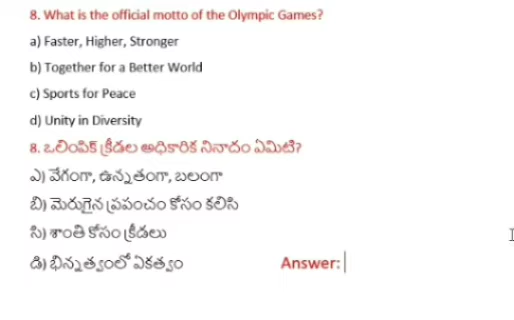 8. What is the official motto of the Olympic Games?
a) Faster, Higher, Stronger
b) Together for a Better World
c) Sports for Peace
d) Unity in Diversity
8. ఒలింపిక్ క్రీడల అధికారిక నినాదం ఏమిటి?
ఎ) వేగంగా, ఉన్నతంగా, బలంగా
బి) మెరుగైన ప్రపంచం కోసం కలిసి
సి) శాంతి కోసం క్రీడలు
డి) భిన్నత్వంలో ఏకత్వం Answer: